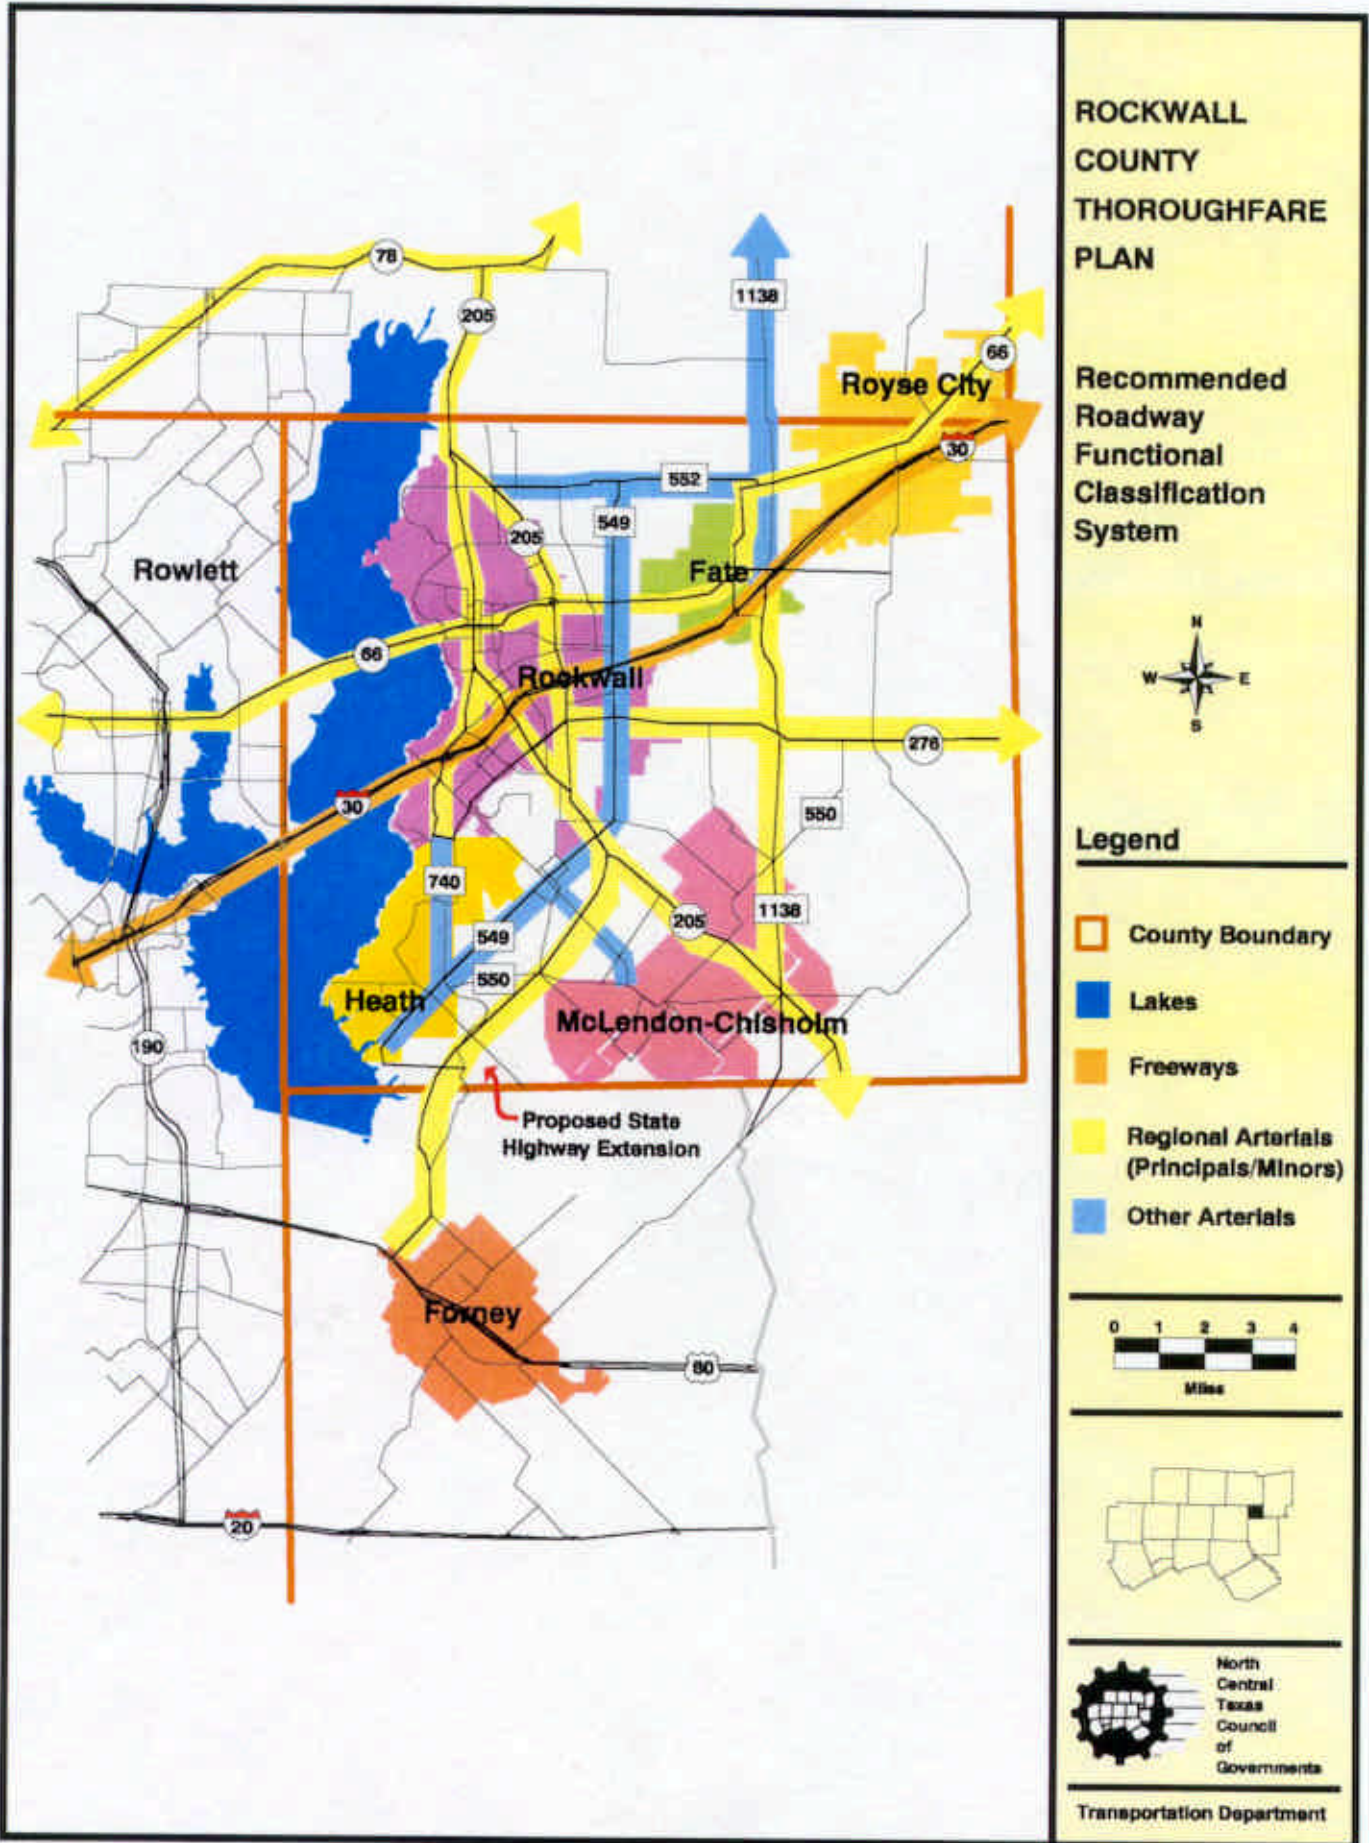 ROCKWALL
COUNTY
THOROUGHFARE
PLAN
Recommended
Roadway
Functional
Classification
System
N
W E
S
Legend
County Boundary
Lakes
Freeways
Regional Arterials
(Principals/Minors)
Other Arterials
0 1 2 3 4
Miles
North
Central
Texas
Council
of
Governments
Transportation Department
78
205
1138
66
Royse City
30
552
549
205
Rowlett
Fate
66
Rockwall
276
30
550
740
1138
205
549
550
Heath
McLendon-Chisholm
190
Proposed State
Highway Extension
Forney
80
20